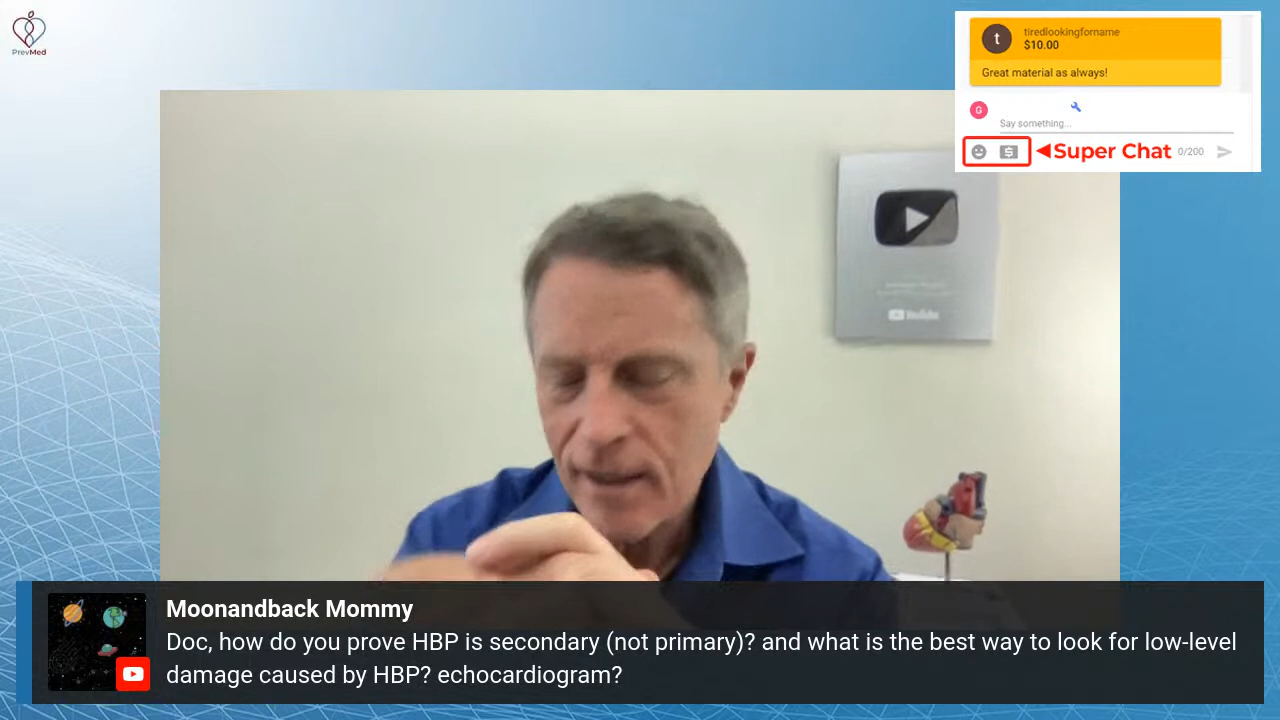 PrevMed
t
tiredlookingforname
$10.00
Great material as always!
G
Say something...
Super Chat
0/200
YouTube
Moonandback Mommy
Doc, how do you prove HBP is secondary (not primary)? and what is the best way to look for low-level
damage caused by HBP? echocardiogram?